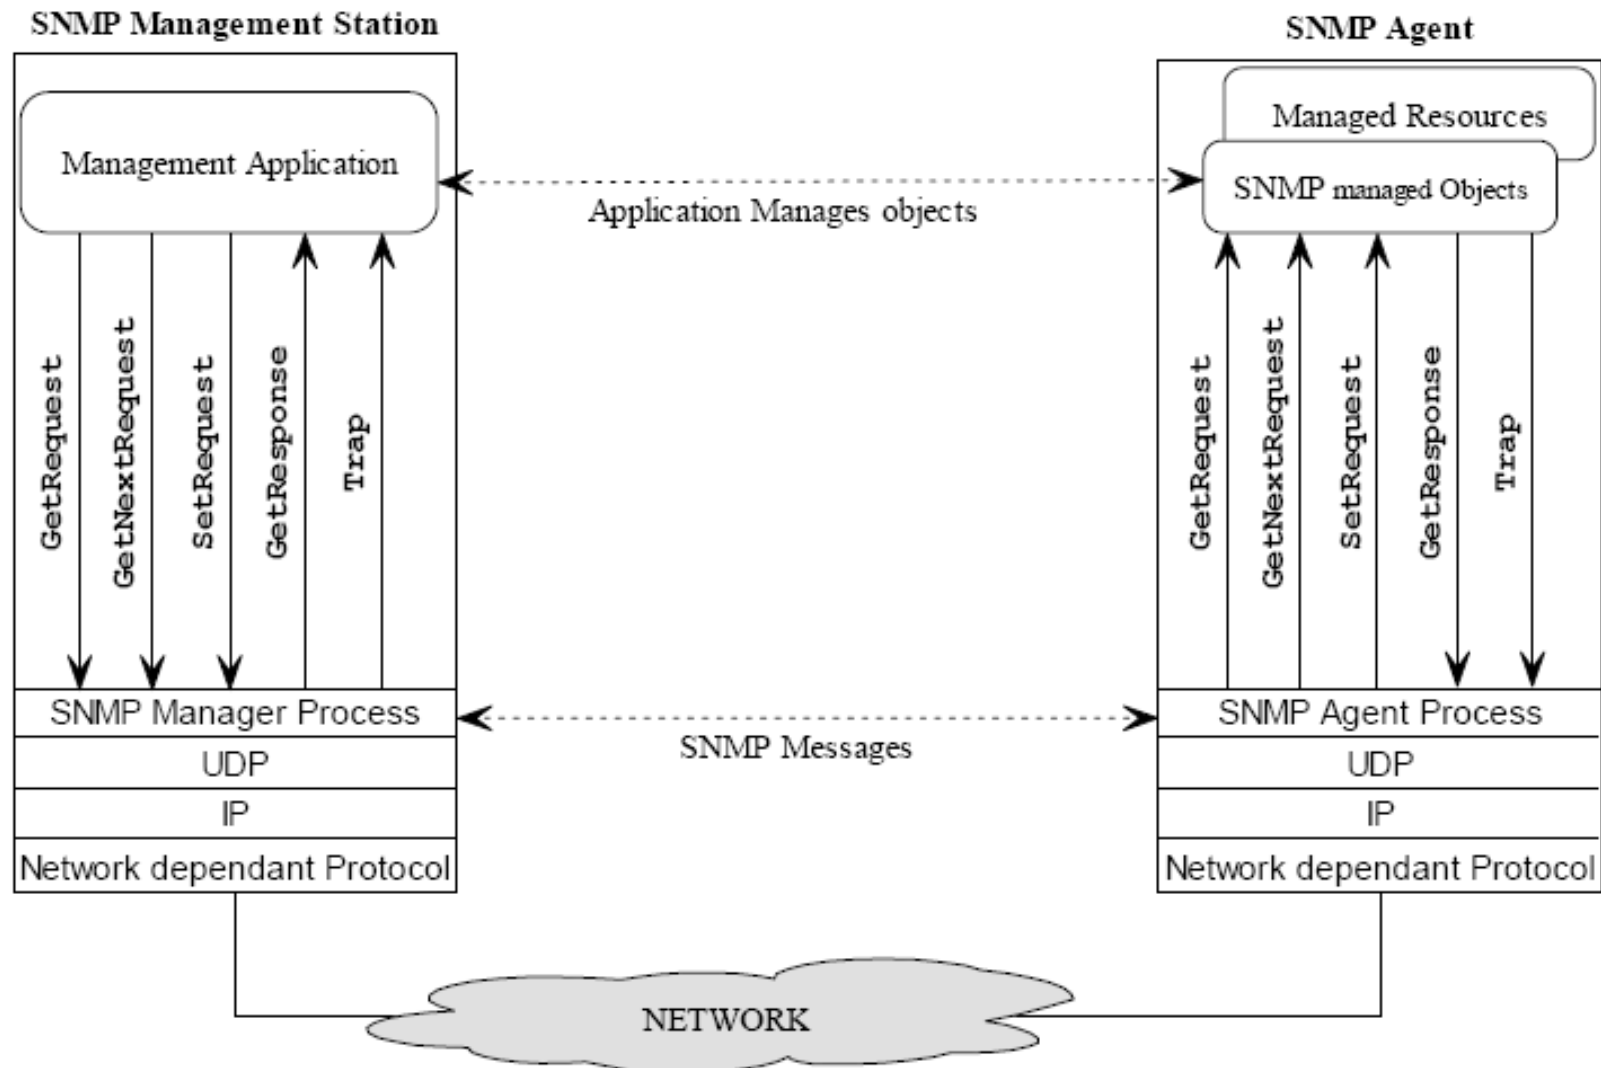 SNMP Management Station
SNMP Agent
Management Application
Managed Resources
SNMP managed Objects
Application Manages objects
GetRequest
GetNextRequest
SetRequest
GetResponse
Trap
GetRequest
GetNextRequest
SetRequest
GetResponse
Trap
SNMP Manager Process
UDP
IP
Network dependant Protocol
SNMP Messages
SNMP Agent Process
UDP
IP
Network dependant Protocol
NETWORK